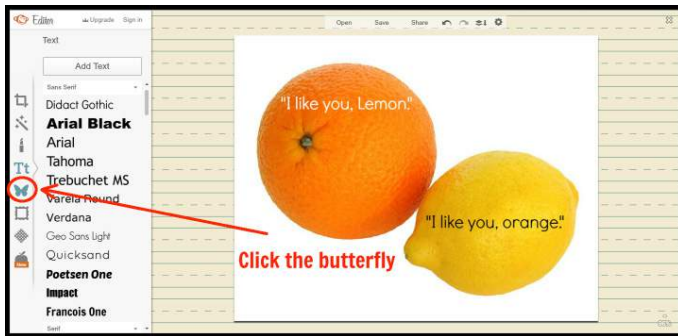 Editor
Upgrade
Sign in
Open
Save
Share
Text
Add Text
Sans Serif
Didact Gothic
Arial Black
Arial
Tahoma
Tt
Trebuchet MS
Varela Round
Verdana
Geo Sans Light
Quicksand
Poetsen One
Impact
Francois One
Serif
"I like you, Lemon."
"I like you, orange."
Click the butterfly